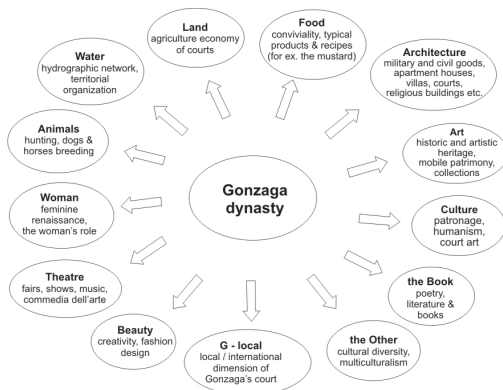 Land
agriculture economy
of courts
Food
conviviality, typical
products & recipes
(for ex. the mustard)
Architecture
military and civil goods,
apartment houses,
villas, courts,
religious buildings etc.
Art
historic and artistic
heritage,
mobile patrimony,
collections
Culture
patronage,
humanism,
court art
the Book
poetry,
literature &
books
the Other
cultural diversity,
multiculturalism
G - local
local / international
dimension of
Gonzaga's court
Beauty
creativity, fashion
design
Theatre
fairs, shows, music,
commedia dell'arte
Woman
feminine
renaissance,
the woman's role
Animals
hunting, dogs &
horses breeding
Water
hydrographic network,
territorial
organization
Gonzaga
dynasty